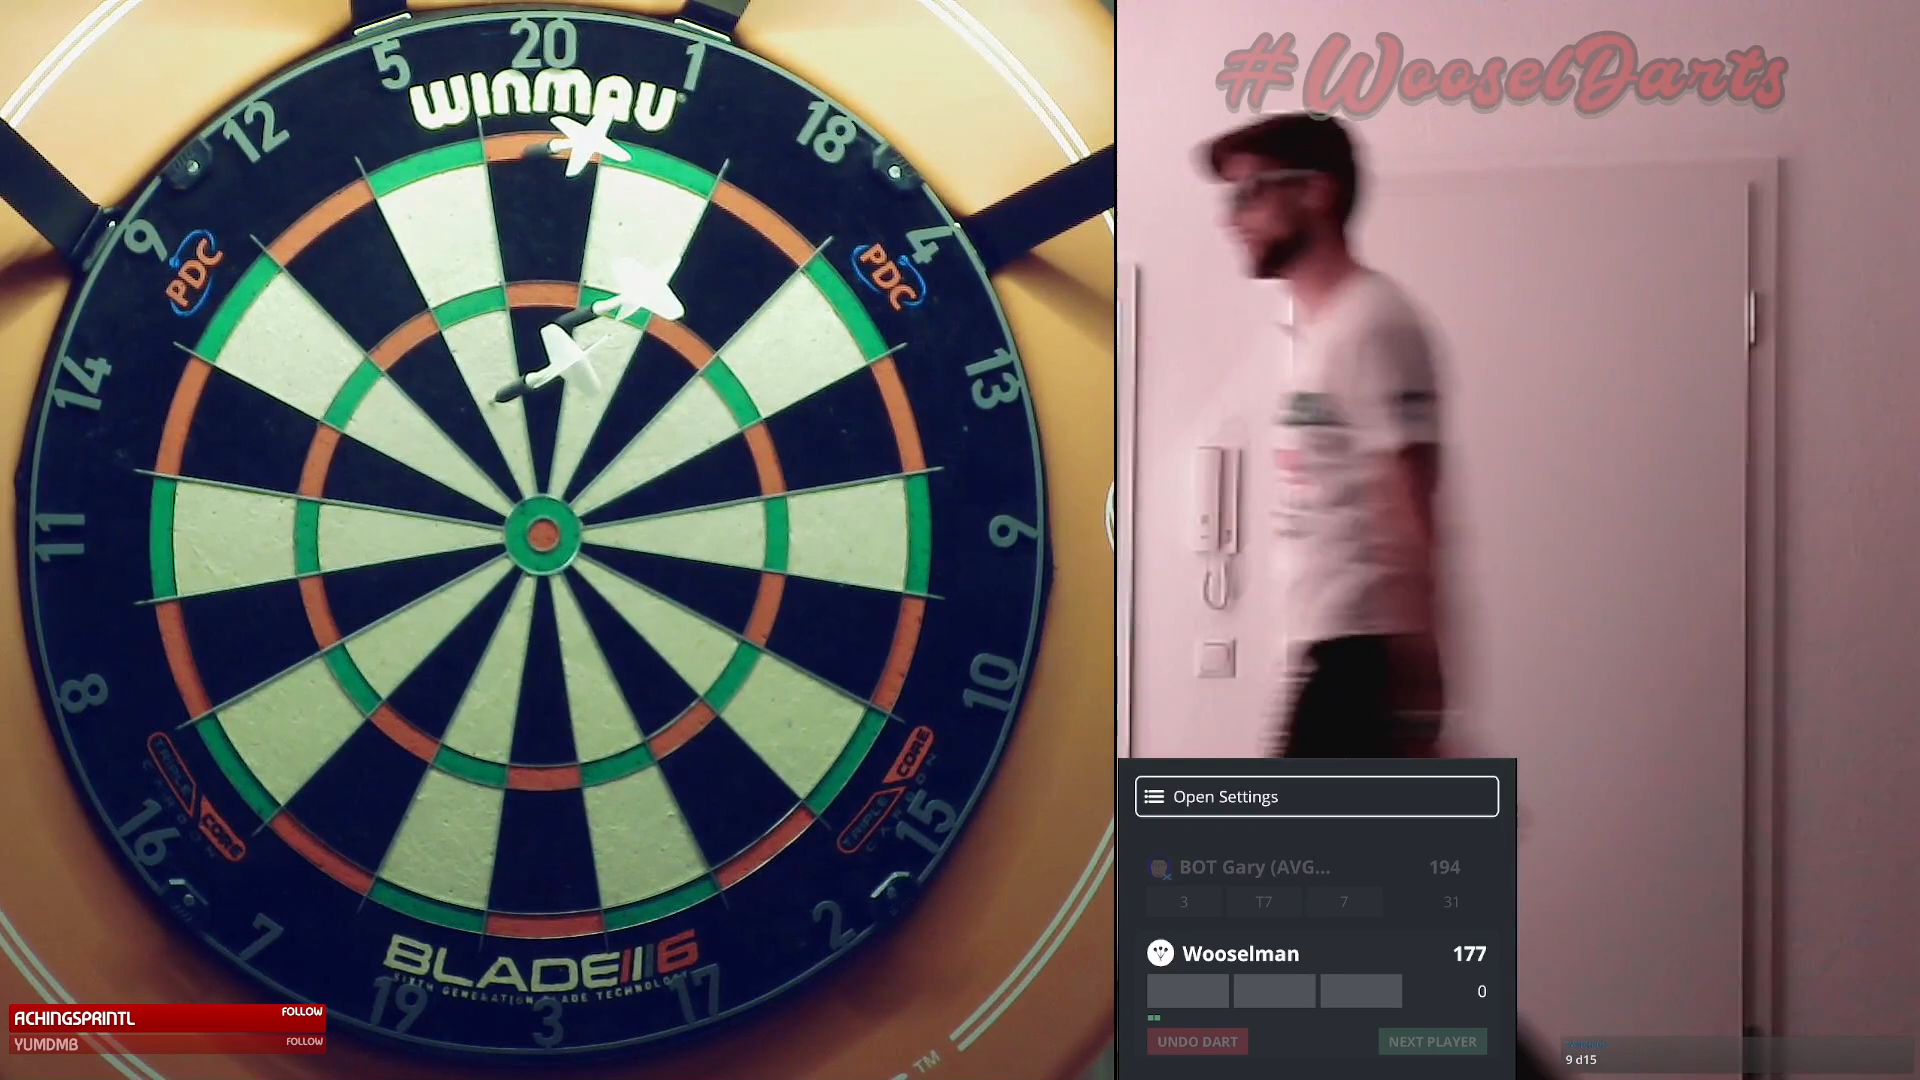 #WooselDarts
5 20 1
WINMAU
12 18
9 4
PDC PDC
14 13
11 6
8 10
TRIPLE CORE CARBON
TRIPLE CORE CARBON
16 15
7 2
BLADE 6
SIXTH GENERATION BLADE TECHNOLOGY
19 3 17
TM
ACHINGSPRINTL FOLLOW
YUMDMB FOLLOW
Open Settings
BOT Gary (AVG... 194
3 T7 7 31
Wooselman 177
0
UNDO DART NEXT PLAYER
9 d15